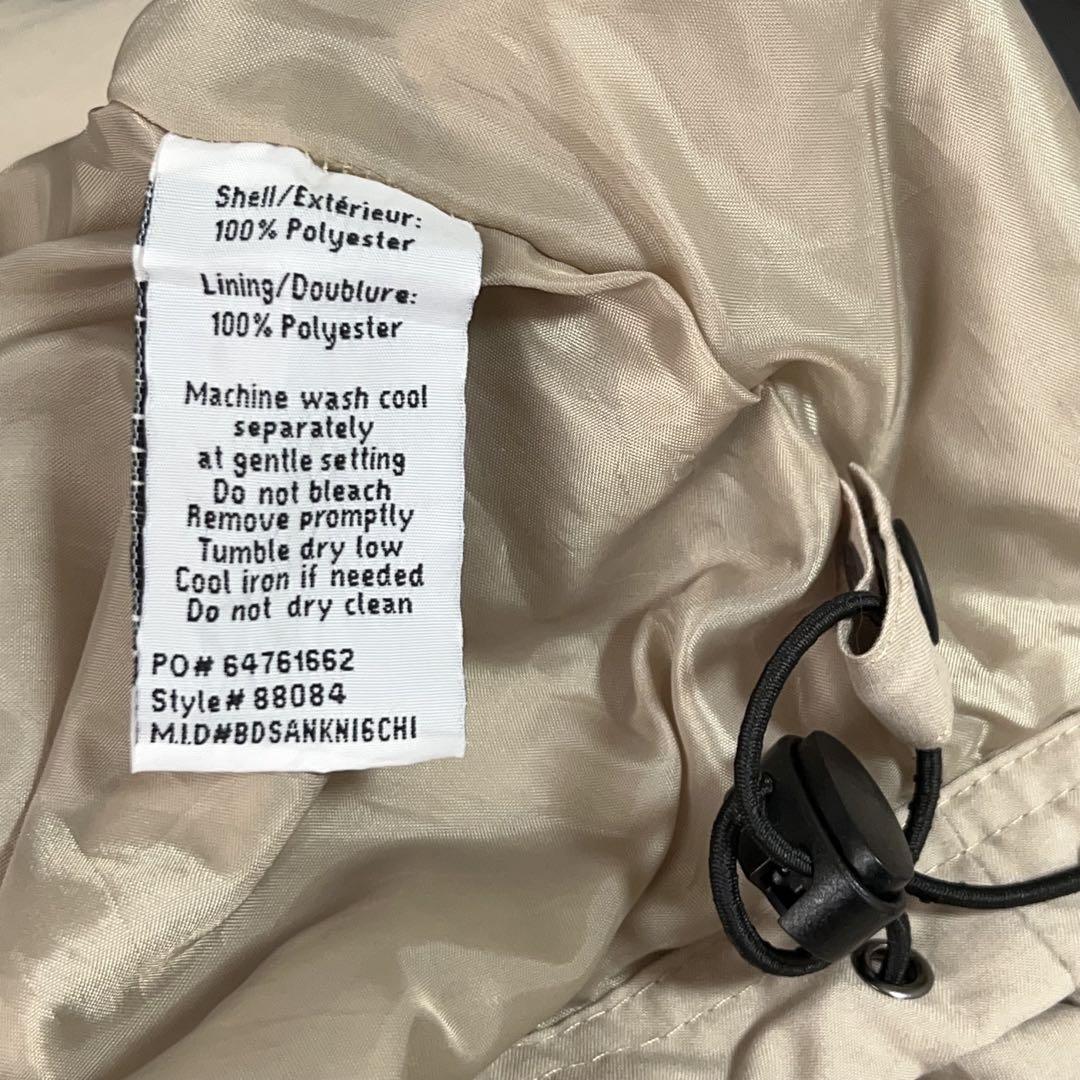 Shell/Extérieur:
100% Polyester
Lining/Doublure:
100% Polyester
Machine wash cool
separately
at gentle setting
Do not bleach
Remove promptly
Tumble dry low
Cool iron if needed
Do not dry clean
PO# 64761662
Style# 88084
M.I.D#BDSANKNI6CHI